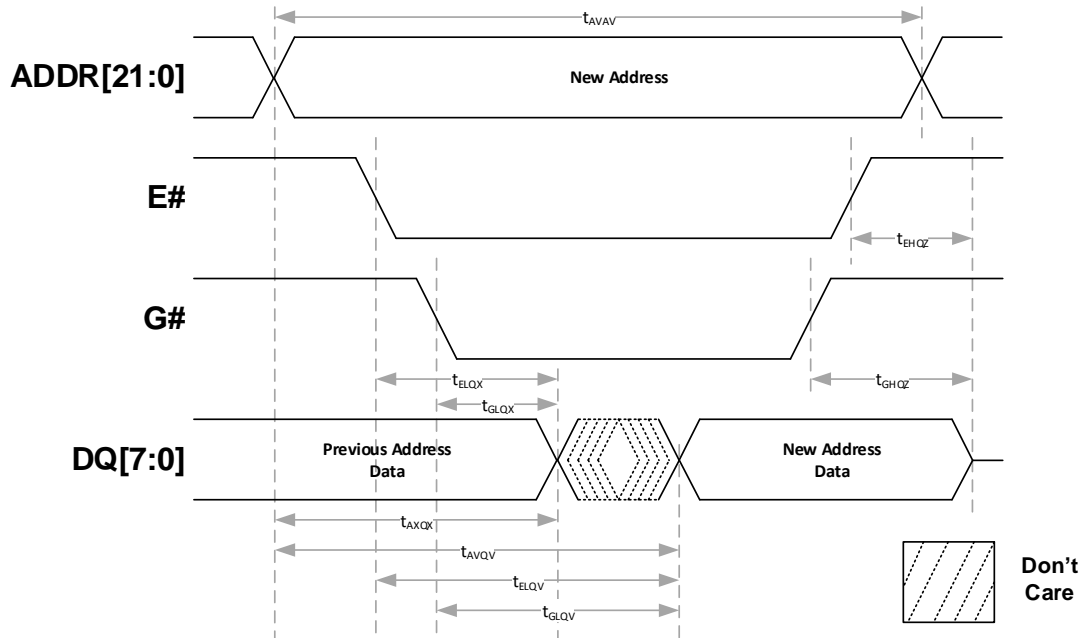 tAVAV
ADDR[21:0]
New Address
E#
tEHQZ
G#
tELQX
tGHQZ
tGLQX
DQ[7:0]
Previous Address
Data
New Address
Data
tAXQX
tAVQV
tELQV
tGLQV
Don't
Care